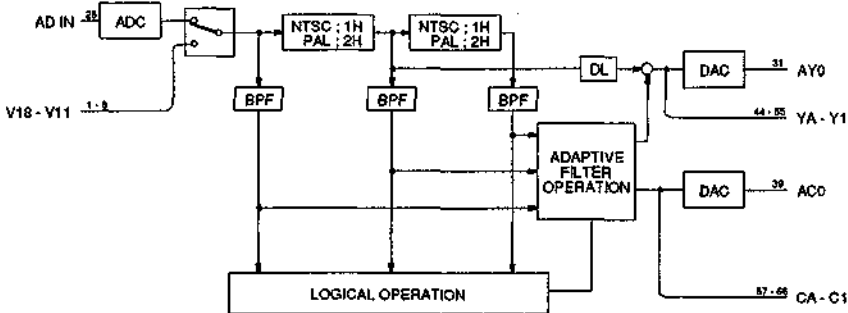 AD IN
28
ADC
NTSC : 1H
PAL : 2H
NTSC : 1H
PAL : 2H
DL
DAC
31
AY0
BPF
BPF
BPF
V18 - V11
1 - 8
44 - 55
YA - Y1
ADAPTIVE
FILTER
OPERATION
DAC
39
AC0
LOGICAL OPERATION
57 - 66
CA - C1